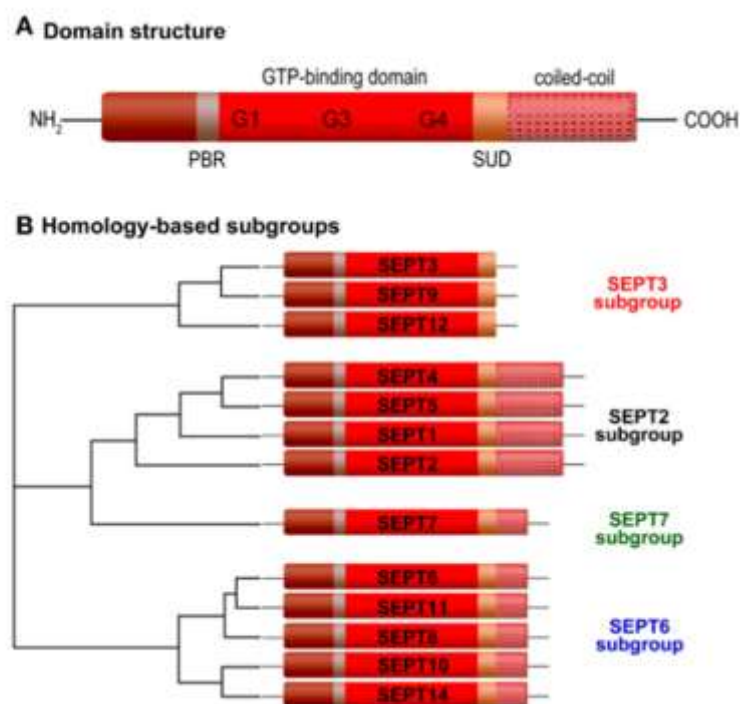 A Domain structure
GTP-binding domain
coiled-coil
NH2
G1
G3
G4
COOH
PBR
SUD
B Homology-based subgroups
SEPT3
SEPT9
SEPT12
SEPT3
subgroup
SEPT4
SEPT5
SEPT1
SEPT2
SEPT2
subgroup
SEPT7
SEPT7
subgroup
SEPT6
SEPT11
SEPT8
SEPT10
SEPT14
SEPT6
subgroup